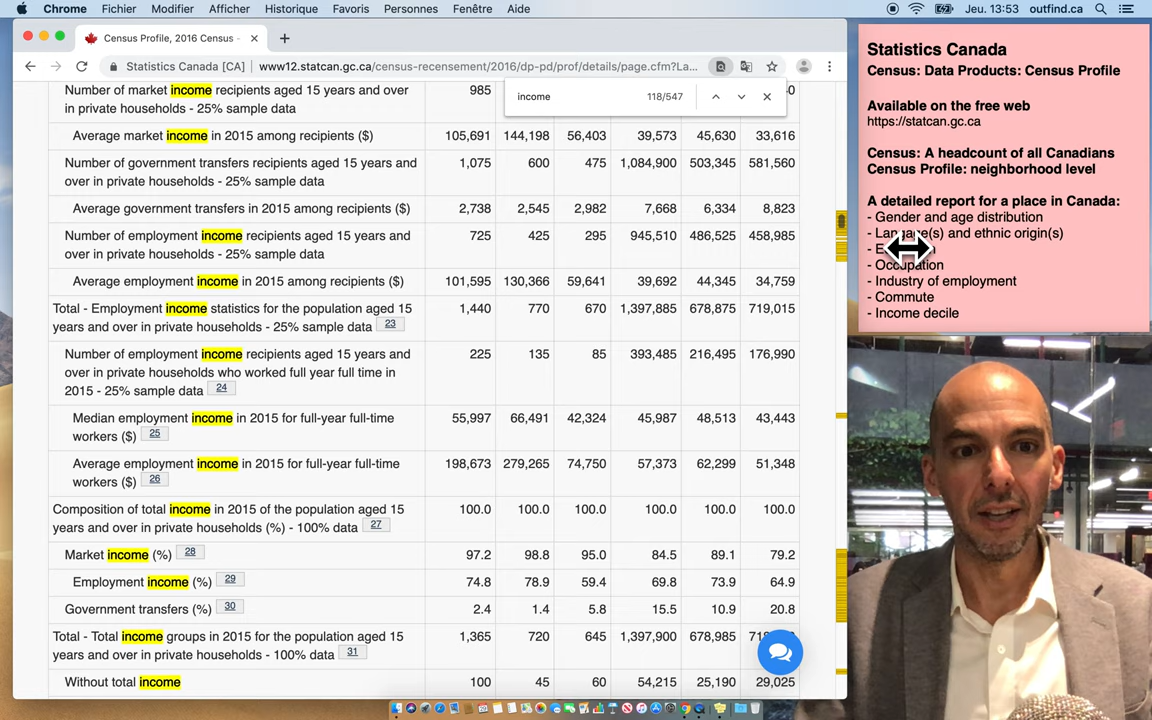 Chrome Fichier Modifier Afficher Historique Favoris Personnes Fenêtre Aide Jeu. 13:53 outfind.ca
Census Profile, 2016 Census -
Statistics Canada [CA] www12.statcan.gc.ca/census-recensement/2016/dp-pd/prof/details/page.cfm?La...
income 118/547
Number of market income recipients aged 15 years and over in private households - 25% sample data 985
Average market income in 2015 among recipients ($) 105,691 144,198 56,403 39,573 45,630 33,616
Number of government transfers recipients aged 15 years and over in private households - 25% sample data 1,075 600 475 1,084,900 503,345 581,560
Average government transfers in 2015 among recipients ($) 2,738 2,545 2,982 7,668 6,334 8,823
Number of employment income recipients aged 15 years and over in private households - 25% sample data 725 425 295 945,510 486,525 458,985
Average employment income in 2015 among recipients ($) 101,595 130,366 59,641 39,692 44,345 34,759
Total - Employment income statistics for the population aged 15 years and over in private households - 25% sample data 23 1,440 770 670 1,397,885 678,875 719,015
Number of employment income recipients aged 15 years and over in private households who worked full year full time in 2015 - 25% sample data 24 225 135 85 393,485 216,495 176,990
Median employment income in 2015 for full-year full-time workers ($) 25 55,997 66,491 42,324 45,987 48,513 43,443
Average employment income in 2015 for full-year full-time workers ($) 26 198,673 279,265 74,750 57,373 62,299 51,348
Composition of total income in 2015 of the population aged 15 years and over in private households (%) - 100% data 27 100.0 100.0 100.0 100.0 100.0 100.0
Market income (%) 28 97.2 98.8 95.0 84.5 89.1 79.2
Employment income (%) 29 74.8 78.9 59.4 69.8 73.9 64.9
Government transfers (%) 30 2.4 1.4 5.8 15.5 10.9 20.8
Total - Total income groups in 2015 for the population aged 15 years and over in private households - 100% data 31 1,365 720 645 1,397,900 678,985
Without total income 100 45 60 54,215 25,190 29,025
Statistics Canada
Census: Data Products: Census Profile
Available on the free web
https://statcan.gc.ca
Census: A headcount of all Canadians
Census Profile: neighborhood level
A detailed report for a place in Canada:
- Gender and age distribution
- Language(s) and ethnic origin(s)
- Occupation
- Industry of employment
- Commute
- Income decile